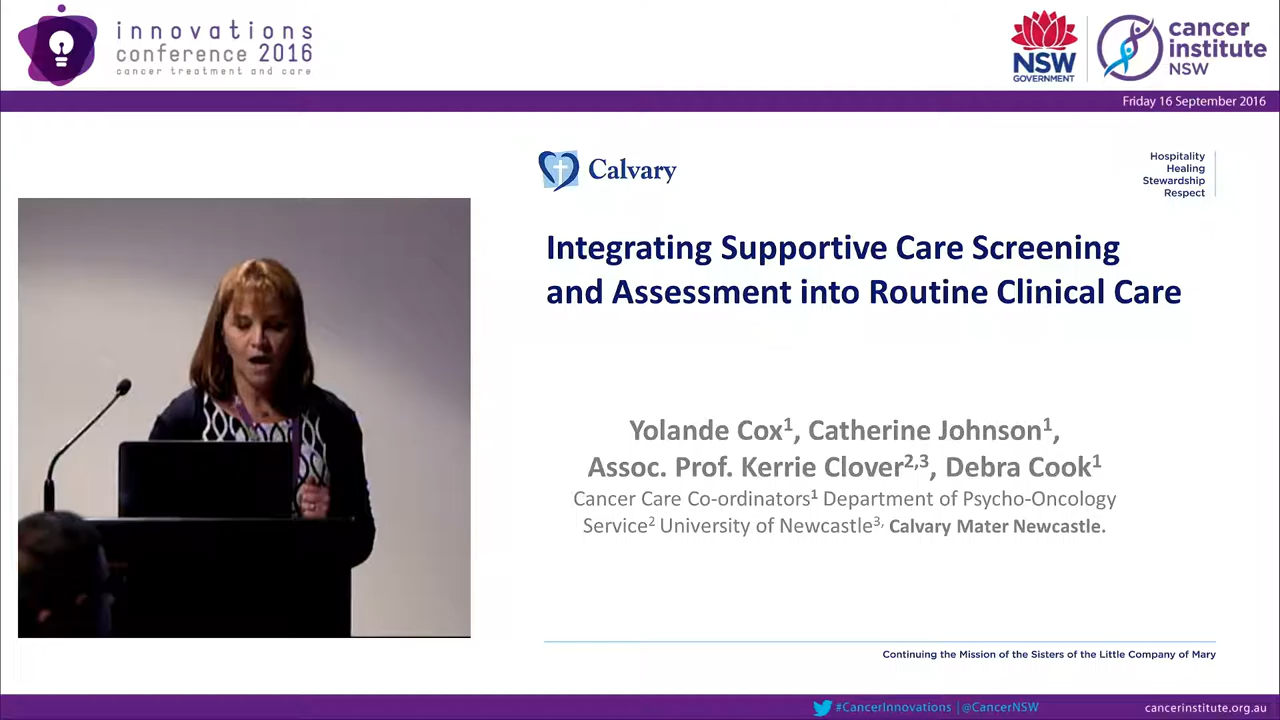 innovations
conference 2016
cancer treatment and care
NSW
GOVERNMENT
cancer
institute
NSW
Friday 16 September 2016
Calvary
Hospitality
Healing
Stewardship
Respect
Integrating Supportive Care Screening
and Assessment into Routine Clinical Care
Yolande Cox¹, Catherine Johnson¹,
Assoc. Prof. Kerrie Clover²,³, Debra Cook¹
Cancer Care Co-ordinators¹ Department of Psycho-Oncology
Service² University of Newcastle³, Calvary Mater Newcastle.
Continuing the Mission of the Sisters of the Little Company of Mary
#CancerInnovations | @CancerNSW
cancerinstitute.org.au